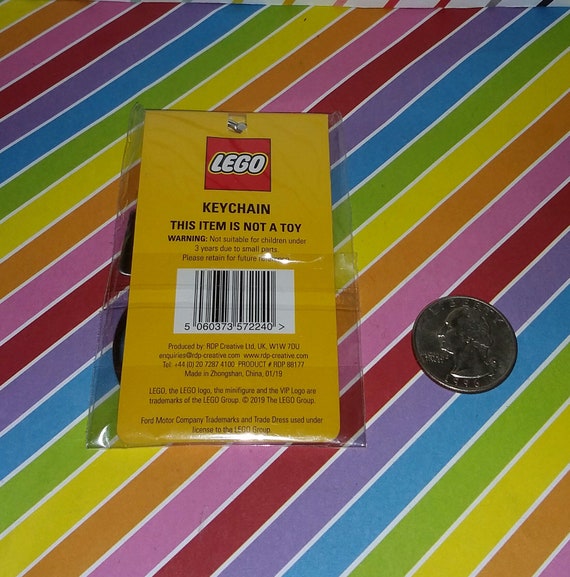 LEGO
KEYCHAIN
THIS ITEM IS NOT A TOY
WARNING: Not suitable for children under
3 years due to small parts.
Please retain for future
5 060373 572240 >
Produced by: RDP Creative Ltd, UK. W1W 7DU
enquiries@rdp-creative.com www.rdp-creative.com
Tel: +44 (0) 20 7287 4100 PRODUCT # RDP 88177
Made in Zhongshan, China, 01/19
LEGO, the LEGO logo, the minifigure and the VIP Logo are
trademarks of the LEGO Group. © 2019 The LEGO Group.
Ford Motor Company Trademarks and Trade Dress used under
license to the LEGO Group.
LIBERTY